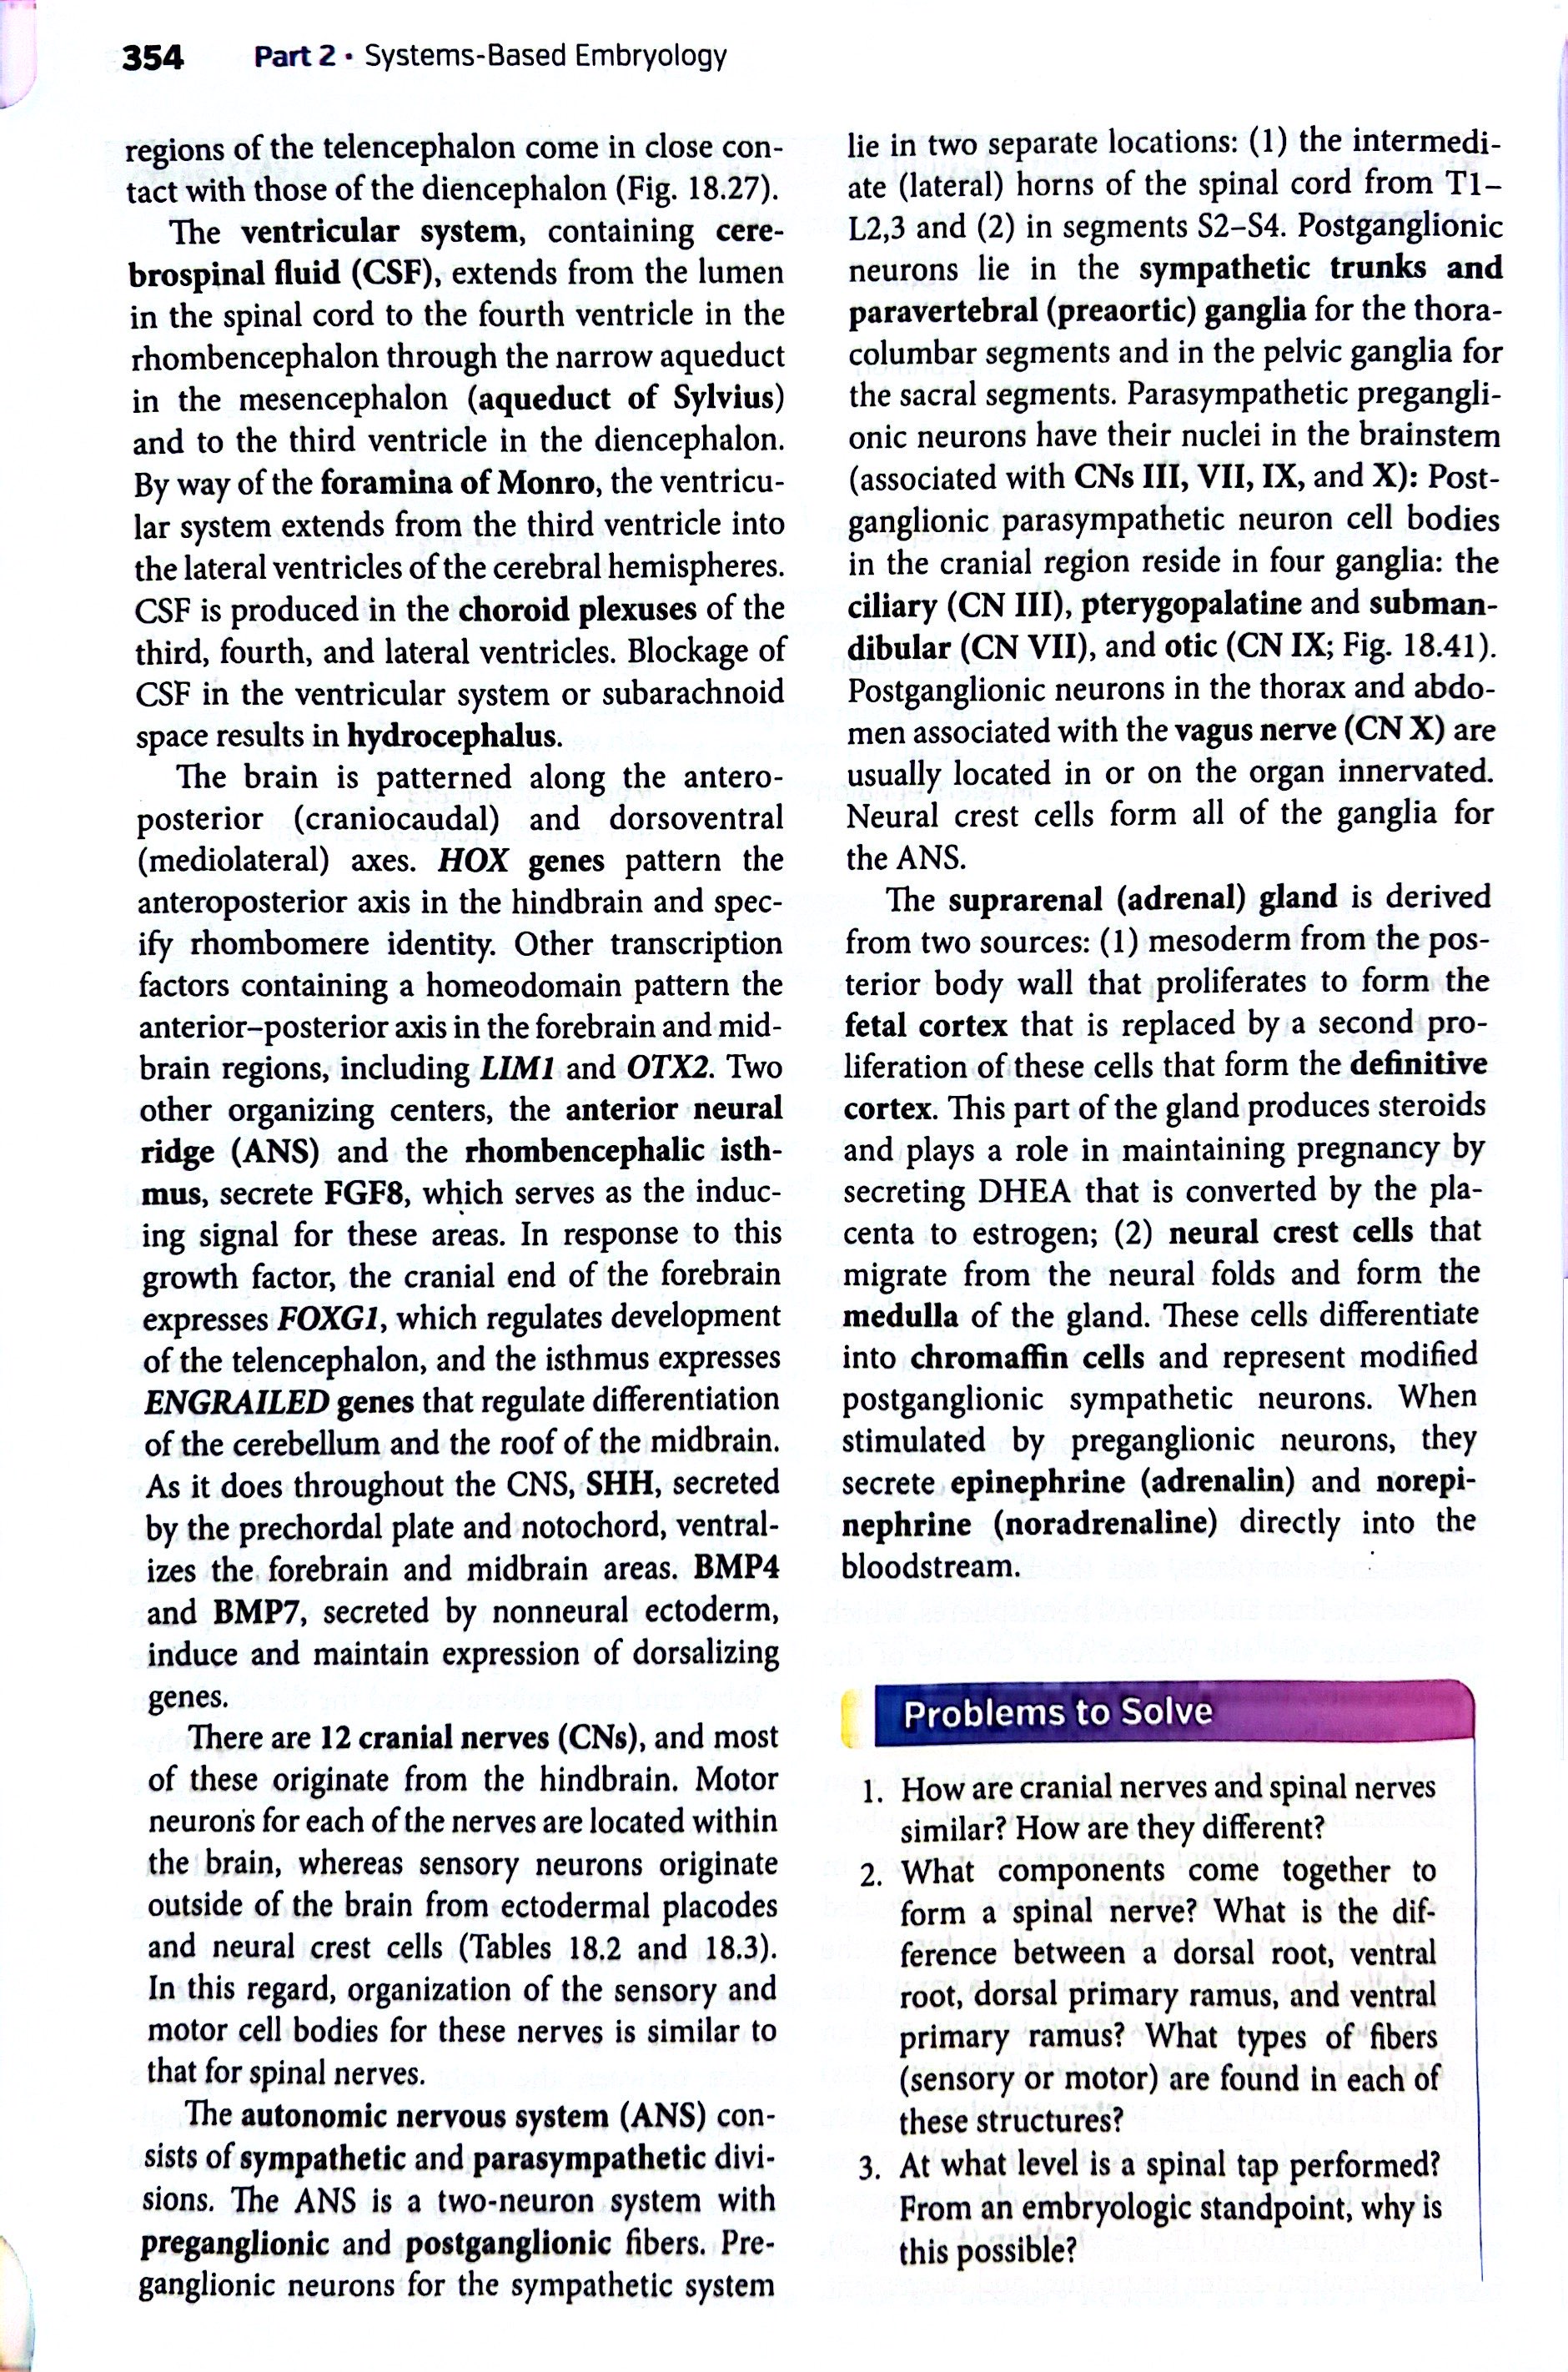 354 Part 2 • Systems-Based Embryology
regions of the telencephalon come in close con-
tact with those of the diencephalon (Fig. 18.27).
The ventricular system, containing cere-
brospinal fluid (CSF), extends from the lumen
in the spinal cord to the fourth ventricle in the
rhombencephalon through the narrow aqueduct
in the mesencephalon (aqueduct of Sylvius)
and to the third ventricle in the diencephalon.
By way of the foramina of Monro, the ventricu-
lar system extends from the third ventricle into
the lateral ventricles of the cerebral hemispheres.
CSF is produced in the choroid plexuses of the
third, fourth, and lateral ventricles. Blockage of
CSF in the ventricular system or subarachnoid
space results in hydrocephalus.
The brain is patterned along the antero-
posterior (craniocaudal) and dorsoventral
(mediolateral) axes. HOX genes pattern the
anteroposterior axis in the hindbrain and spec-
ify rhombomere identity. Other transcription
factors containing a homeodomain pattern the
anterior–posterior axis in the forebrain and mid-
brain regions, including LIM1 and OTX2. Two
other organizing centers, the anterior neural
ridge (ANS) and the rhombencephalic isth-
mus, secrete FGF8, which serves as the induc-
ing signal for these areas. In response to this
growth factor, the cranial end of the forebrain
expresses FOXG1, which regulates development
of the telencephalon, and the isthmus expresses
ENGRAILED genes that regulate differentiation
of the cerebellum and the roof of the midbrain.
As it does throughout the CNS, SHH, secreted
by the prechordal plate and notochord, ventral-
izes the forebrain and midbrain areas. BMP4
and BMP7, secreted by nonneural ectoderm,
induce and maintain expression of dorsalizing
genes.
There are 12 cranial nerves (CNs), and most
of these originate from the hindbrain. Motor
neurons for each of the nerves are located within
the brain, whereas sensory neurons originate
outside of the brain from ectodermal placodes
and neural crest cells (Tables 18.2 and 18.3).
In this regard, organization of the sensory and
motor cell bodies for these nerves is similar to
that for spinal nerves.
The autonomic nervous system (ANS) con-
sists of sympathetic and parasympathetic divi-
sions. The ANS is a two-neuron system with
preganglionic and postganglionic fibers. Pre-
ganglionic neurons for the sympathetic system
lie in two separate locations: (1) the intermedi-
ate (lateral) horns of the spinal cord from T1–
L2,3 and (2) in segments S2–S4. Postganglionic
neurons lie in the sympathetic trunks and
paravertebral (preaortic) ganglia for the thora-
columbar segments and in the pelvic ganglia for
the sacral segments. Parasympathetic pregangli-
onic neurons have their nuclei in the brainstem
(associated with CNs III, VII, IX, and X): Post-
ganglionic parasympathetic neuron cell bodies
in the cranial region reside in four ganglia: the
ciliary (CN III), pterygopalatine and subman-
dibular (CN VII), and otic (CN IX; Fig. 18.41).
Postganglionic neurons in the thorax and abdo-
men associated with the vagus nerve (CN X) are
usually located in or on the organ innervated.
Neural crest cells form all of the ganglia for
the ANS.
The suprarenal (adrenal) gland is derived
from two sources: (1) mesoderm from the pos-
terior body wall that proliferates to form the
fetal cortex that is replaced by a second pro-
liferation of these cells that form the definitive
cortex. This part of the gland produces steroids
and plays a role in maintaining pregnancy by
secreting DHEA that is converted by the pla-
centa to estrogen; (2) neural crest cells that
migrate from the neural folds and form the
medulla of the gland. These cells differentiate
into chromaffin cells and represent modified
postganglionic sympathetic neurons. When
stimulated by preganglionic neurons, they
secrete epinephrine (adrenalin) and norepi-
nephrine (noradrenaline) directly into the
bloodstream.
Problems to Solve
1. How are cranial nerves and spinal nerves
similar? How are they different?
2. What components come together to
form a spinal nerve? What is the dif-
ference between a dorsal root, ventral
root, dorsal primary ramus, and ventral
primary ramus? What types of fibers
(sensory or motor) are found in each of
these structures?
3. At what level is a spinal tap performed?
From an embryologic standpoint, why is
this possible?